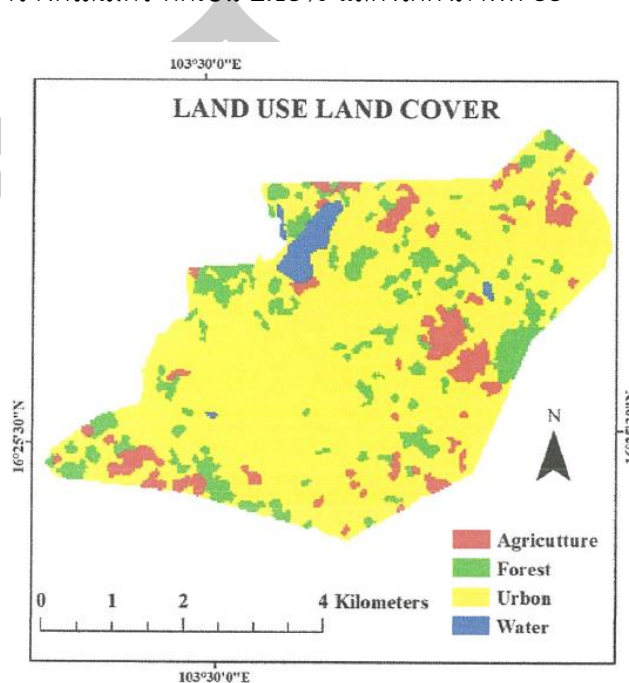 103°30'0"E
LAND USE LAND COVER
16°25'30"N
N
Agricutture
Forest
Urbon
Water
0 1 2 4 Kilometers
103°30'0"E